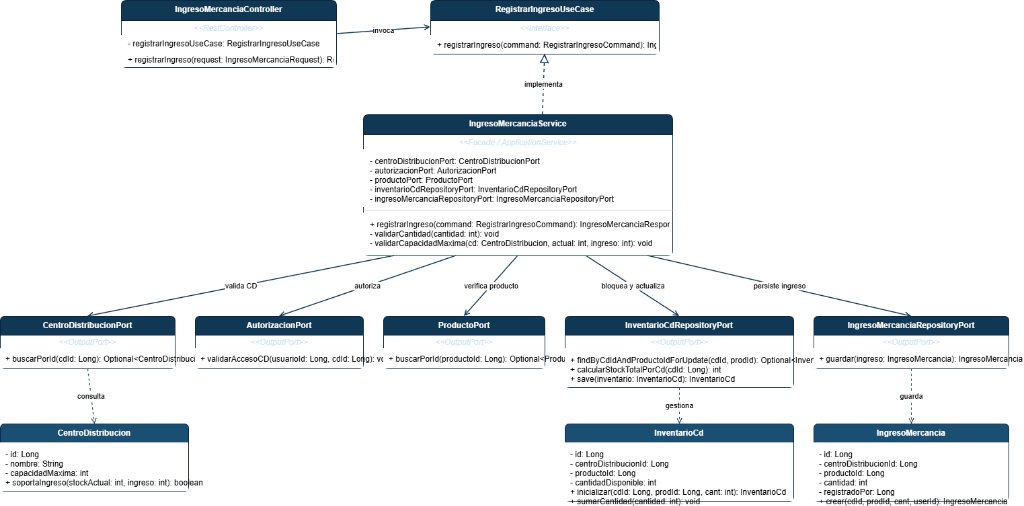 IngresoMercanciaController
<<FrontController>>
- registrarIngresoUseCase: RegistrarIngresoUseCase
+ registrarIngreso(request: IngresoMercanciaRequest): R
invoca
RegistrarIngresoUseCase
<<Interface>>
+ registrarIngreso(command: RegistrarIngresoCommand): Ing
implementa
IngresoMercanciaService
<<Facade / ApplicationService>>
- centroDistribucionPort: CentroDistribucionPort
- autorizacionPort: AutorizacionPort
- productoPort: ProductoPort
- inventarioCdRepositoryPort: InventarioCdRepositoryPort
- ingresoMercanciaRepositoryPort: IngresoMercanciaRepositoryPort
+ registrarIngreso(command: RegistrarIngresoCommand): IngresoMercanciaRespor
- validarCantidad(cantidad: int): void
- validarCapacidadMaxima(cd: CentroDistribucion, actual: int, ingreso: int): void
valida CD
autoriza
verifica producto
bloquea y actualiza
persiste ingreso
CentroDistribucionPort
<<OutputPort>>
+ buscarPorId(cdId: Long): Optional<CentroDistribuci
AutorizacionPort
<<OutputPort>>
+ validarAccesoCD(usuarioId: Long, cdId: Long): vo
ProductoPort
<<OutputPort>>
+ buscarPorId(productoId: Long): Optional<Produ
InventarioCdRepositoryPort
<<OutputPort>>
+ findByCdIdAndProductoIdForUpdate(cdId, prodId): Optional<Inver
+ calcularStockTotalPorCd(cdId: Long): int
+ save(inventario: InventarioCd): InventarioCd
IngresoMercanciaRepositoryPort
<<OutputPort>>
+ guardar(ingreso: IngresoMercancia): IngresoMercancia
consulta
gestiona
guarda
CentroDistribucion
- id: Long
- nombre: String
- capacidadMaxima: int
+ soportaIngreso(stockActual: int, ingreso: int): boolean
InventarioCd
- id: Long
- centroDistribucionId: Long
- productoId: Long
- cantidadDisponible: int
+ inicializar(cdId: Long, prodId: Long, cant: int): InventarioCd
+ sumarCantidad(cantidad: int): void
IngresoMercancia
- id: Long
- centroDistribucionId: Long
- productoId: Long
- cantidad: int
- registradoPor: Long
+ crear(cdId, prodId, cant, userId): IngresoMercancia